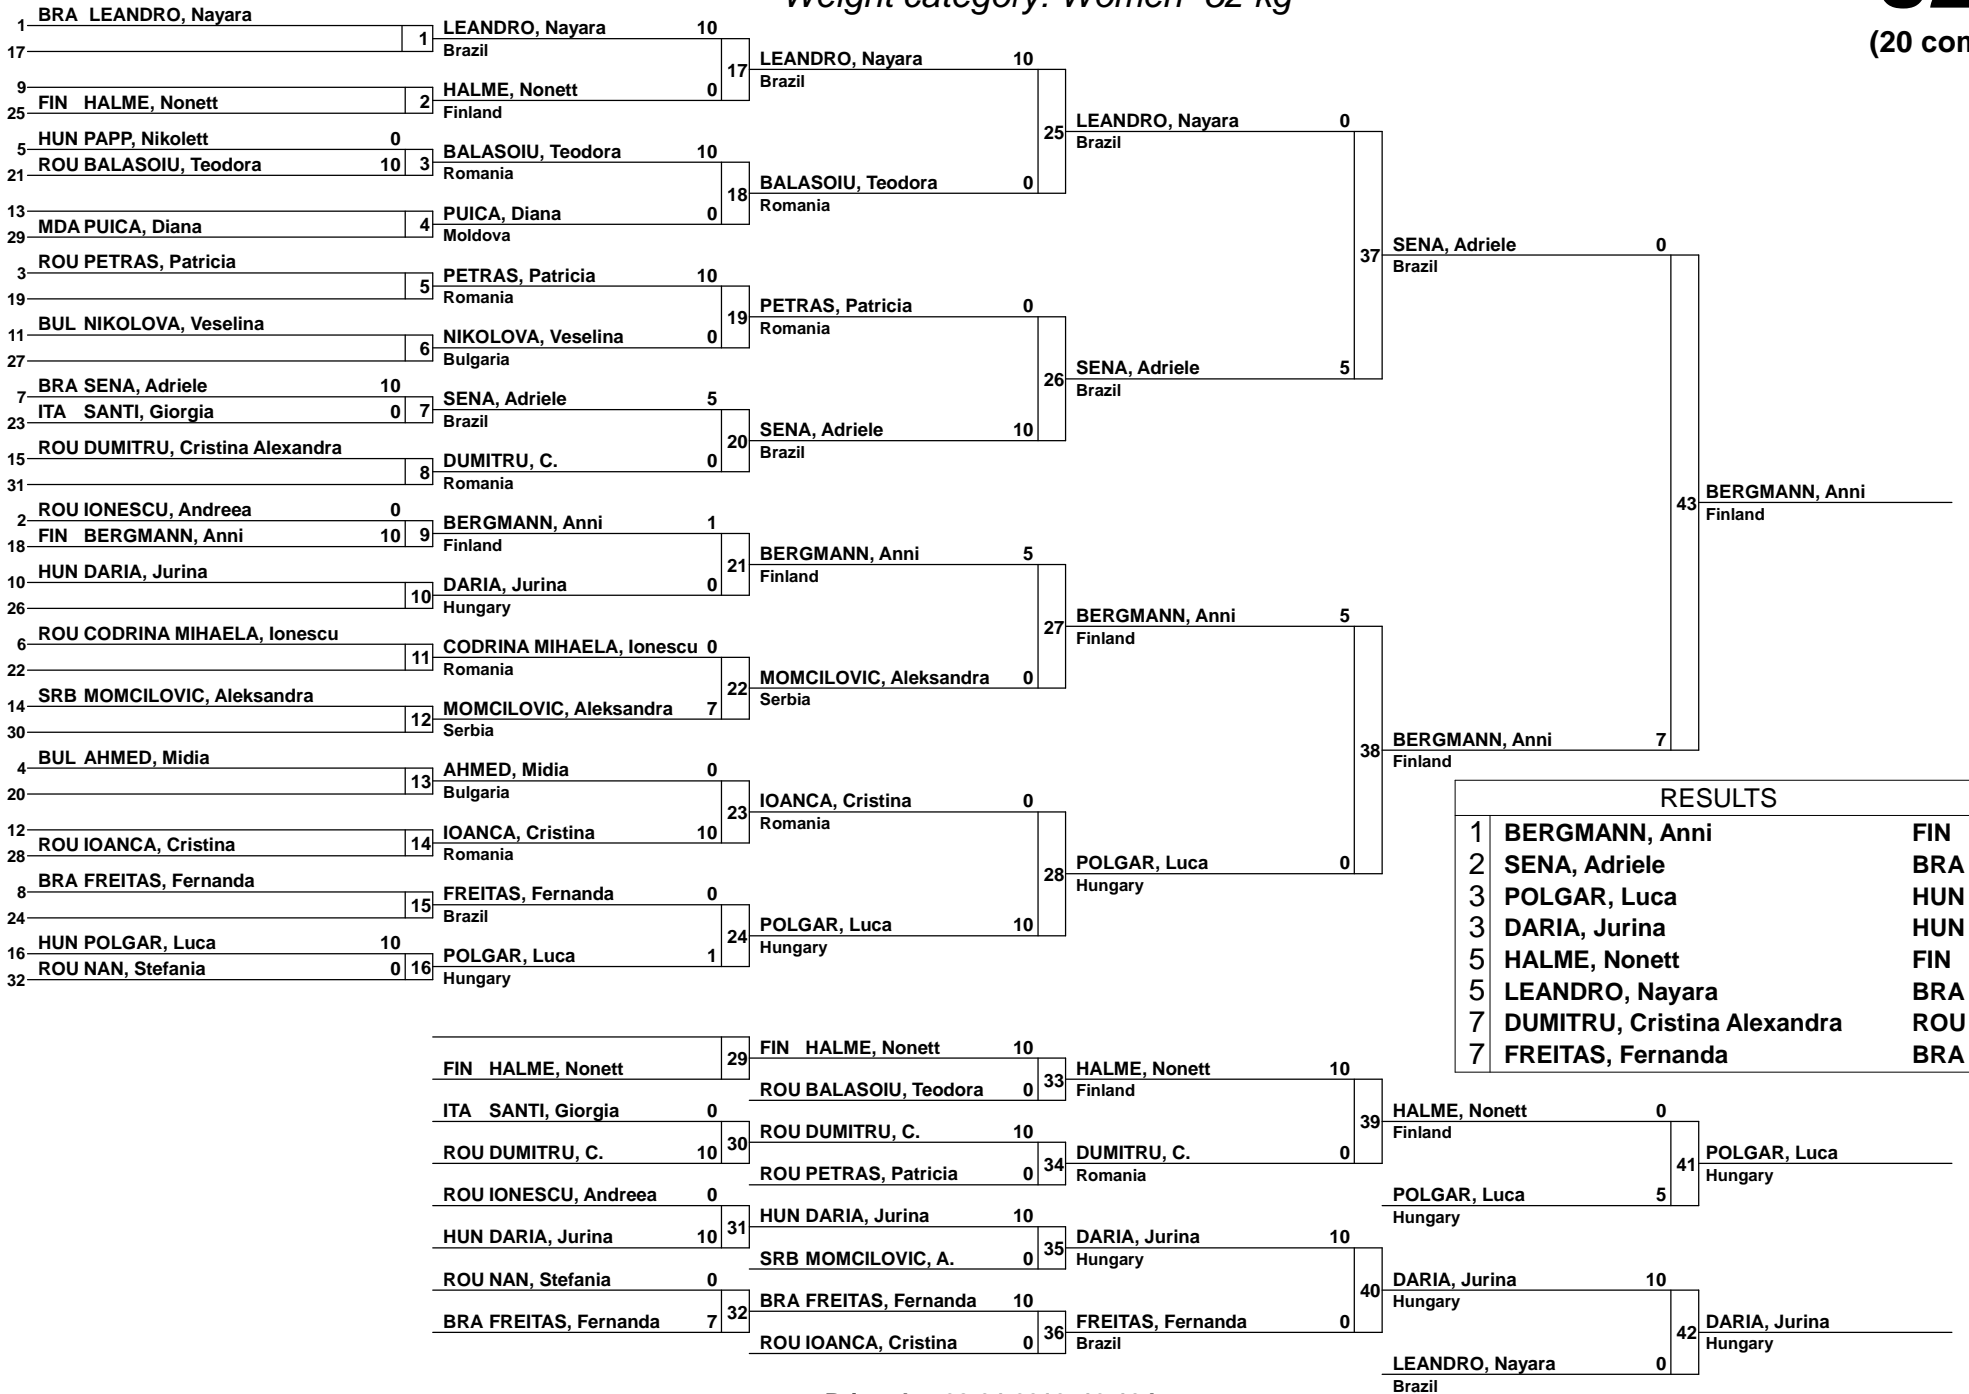 (20 con
1 BRA LEANDRO, Nayara
17
1
9
25 FIN HALME, Nonett
2
5 HUN PAPP, Nikolett 0
21 ROU BALASOIU, Teodora 10
3
13
29 MDA PUICA, Diana
4
3 ROU PETRAS, Patricia
19
5
11 BUL NIKOLOVA, Veselina
27
6
7 BRA SENA, Adriele 10
23 ITA SANTI, Giorgia 0
7
15 ROU DUMITRU, Cristina Alexandra
31
8
2 ROU IONESCU, Andreea 0
18 FIN BERGMANN, Anni 10
9
10 HUN DARIA, Jurina
26
10
6 ROU CODRINA MIHAELA, Ionescu
22
11
14 SRB MOMCILOVIC, Aleksandra
30
12
4 BUL AHMED, Midia
20
13
12
28 ROU IOANCA, Cristina
14
8 BRA FREITAS, Fernanda
24
15
16 HUN POLGAR, Luca 10
32 ROU NAN, Stefania 0
16
LEANDRO, Nayara 10
Brazil
17
HALME, Nonett 0
Finland
BALASOIU, Teodora 10
Romania
18
PUICA, Diana 0
Moldova
PETRAS, Patricia 10
Romania
19
NIKOLOVA, Veselina 0
Bulgaria
SENA, Adriele 5
Brazil
20
DUMITRU, C. 0
Romania
BERGMANN, Anni 1
Finland
21
DARIA, Jurina 0
Hungary
CODRINA MIHAELA, Ionescu 0
Romania
22
MOMCILOVIC, Aleksandra 7
Serbia
AHMED, Midia 0
Bulgaria
23
IOANCA, Cristina 10
Romania
FREITAS, Fernanda 0
Brazil
24
POLGAR, Luca 1
Hungary
LEANDRO, Nayara 10
Brazil
25
BALASOIU, Teodora 0
Romania
PETRAS, Patricia 0
Romania
26
SENA, Adriele 10
Brazil
BERGMANN, Anni 5
Finland
27
MOMCILOVIC, Aleksandra 0
Serbia
IOANCA, Cristina 0
Romania
28
POLGAR, Luca 10
Hungary
LEANDRO, Nayara 0
Brazil
37
SENA, Adriele 5
Brazil
BERGMANN, Anni 5
Finland
38
POLGAR, Luca 0
Hungary
SENA, Adriele 0
Brazil
43
BERGMANN, Anni 7
Finland
BERGMANN, Anni
Finland
RESULTS
1 BERGMANN, Anni FIN
2 SENA, Adriele BRA
3 POLGAR, Luca HUN
3 DARIA, Jurina HUN
5 HALME, Nonett FIN
5 LEANDRO, Nayara BRA
7 DUMITRU, Cristina Alexandra ROU
7 FREITAS, Fernanda BRA
FIN HALME, Nonett
29
ITA SANTI, Giorgia 0
30
ROU DUMITRU, C. 10
ROU IONESCU, Andreea 0
31
HUN DARIA, Jurina 10
ROU NAN, Stefania 0
32
BRA FREITAS, Fernanda 7
FIN HALME, Nonett 10
33
ROU BALASOIU, Teodora 0
ROU DUMITRU, C. 10
34
ROU PETRAS, Patricia 0
HUN DARIA, Jurina 10
35
SRB MOMCILOVIC, A. 0
BRA FREITAS, Fernanda 10
36
ROU IOANCA, Cristina 0
HALME, Nonett 10
Finland
39
DUMITRU, C. 0
Romania
DARIA, Jurina 10
Hungary
40
FREITAS, Fernanda 0
Brazil
HALME, Nonett 0
Finland
41
POLGAR, Luca 5
Hungary
DARIA, Jurina 10
Hungary
42
LEANDRO, Nayara 0
Brazil
POLGAR, Luca
Hungary
DARIA, Jurina
Hungary